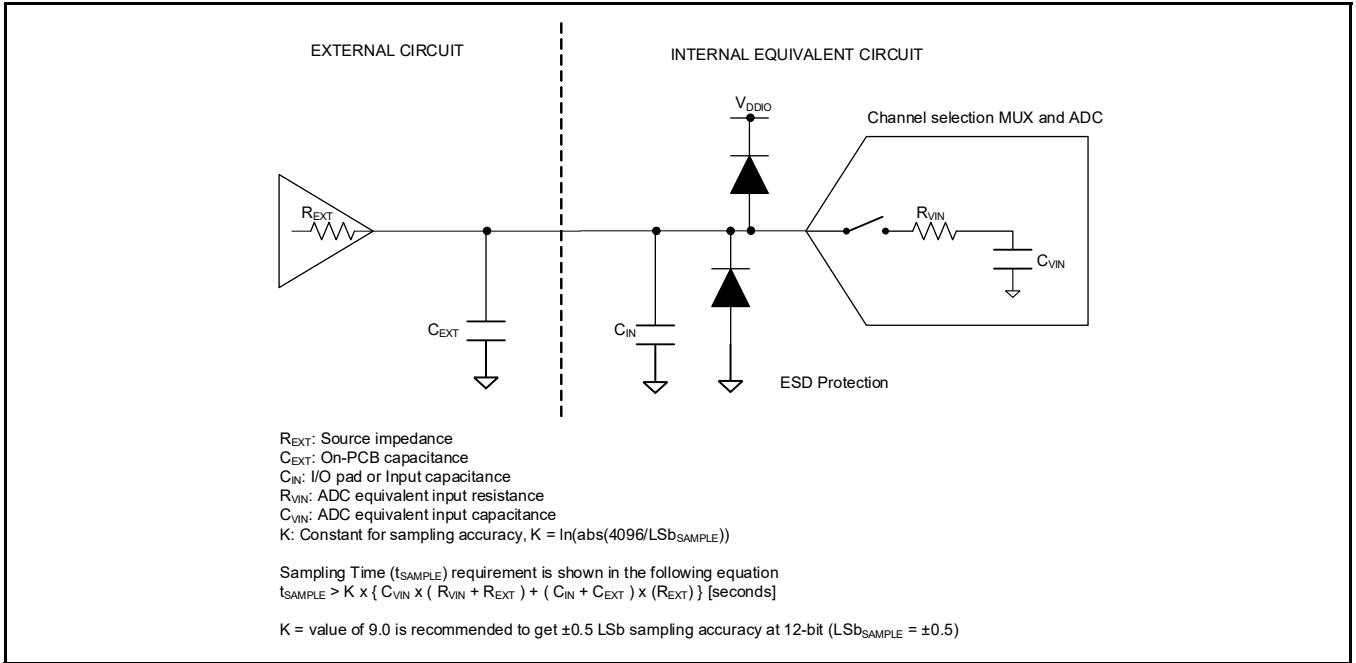 EXTERNAL CIRCUIT
INTERNAL EQUIVALENT CIRCUIT
VDDIO
Channel selection MUX and ADC
REXT
RVIN
CVIN
CEXT
CIN
ESD Protection
REXT: Source impedance
CEXT: On-PCB capacitance
CIN: I/O pad or Input capacitance
RVIN: ADC equivalent input resistance
CVIN: ADC equivalent input capacitance
K: Constant for sampling accuracy, K = ln(abs(4096/LSbSAMPLE))
Sampling Time (tSAMPLE) requirement is shown in the following equation
tSAMPLE > K x { CVIN x ( RVIN + REXT ) + ( CIN + CEXT ) x (REXT) } [seconds]
K = value of 9.0 is recommended to get ±0.5 LSb sampling accuracy at 12-bit (LSbSAMPLE = ±0.5)